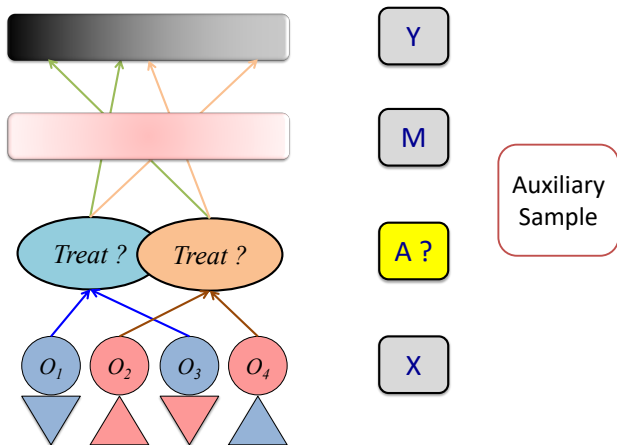 Y
M
Auxiliary
Sample
Treat ?
Treat ?
A ?
O1
O2
O3
O4
X